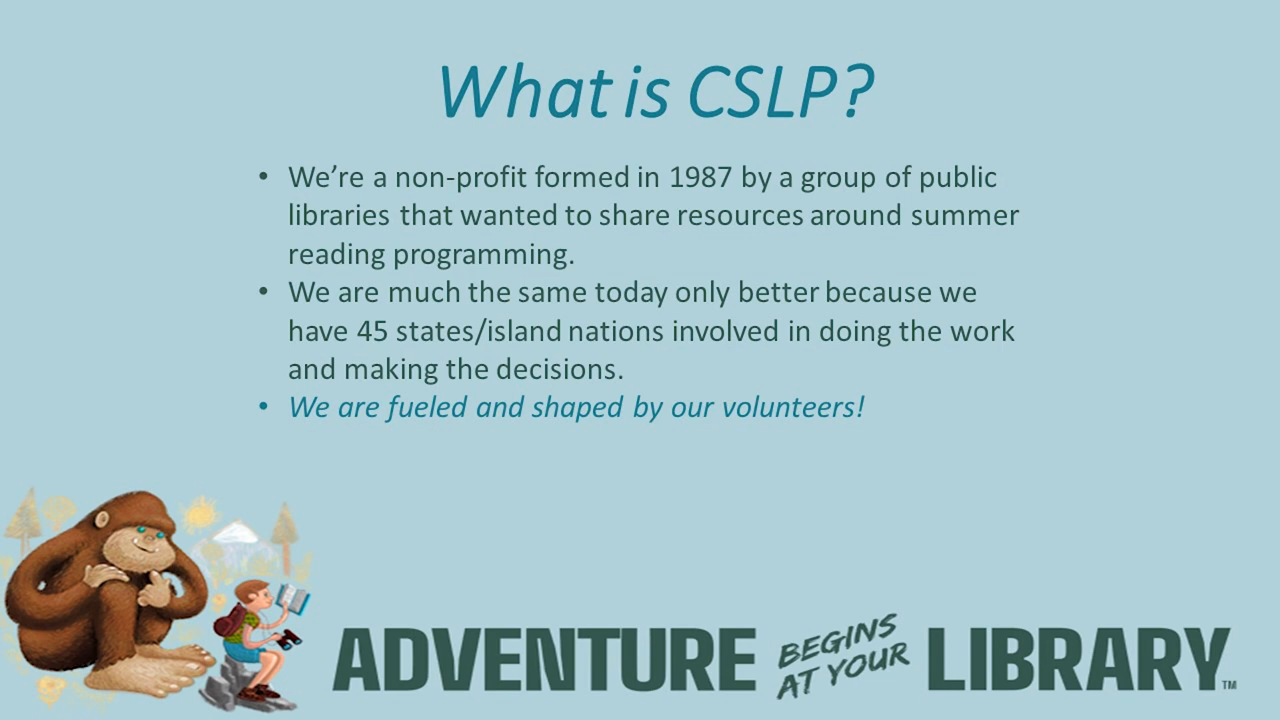 What is CSLP?
• We’re a non-profit formed in 1987 by a group of public
libraries that wanted to share resources around summer
reading programming.
• We are much the same today only better because we
have 45 states/island nations involved in doing the work
and making the decisions.
• We are fueled and shaped by our volunteers!
ADVENTURE BEGINS AT YOUR LIBRARY™